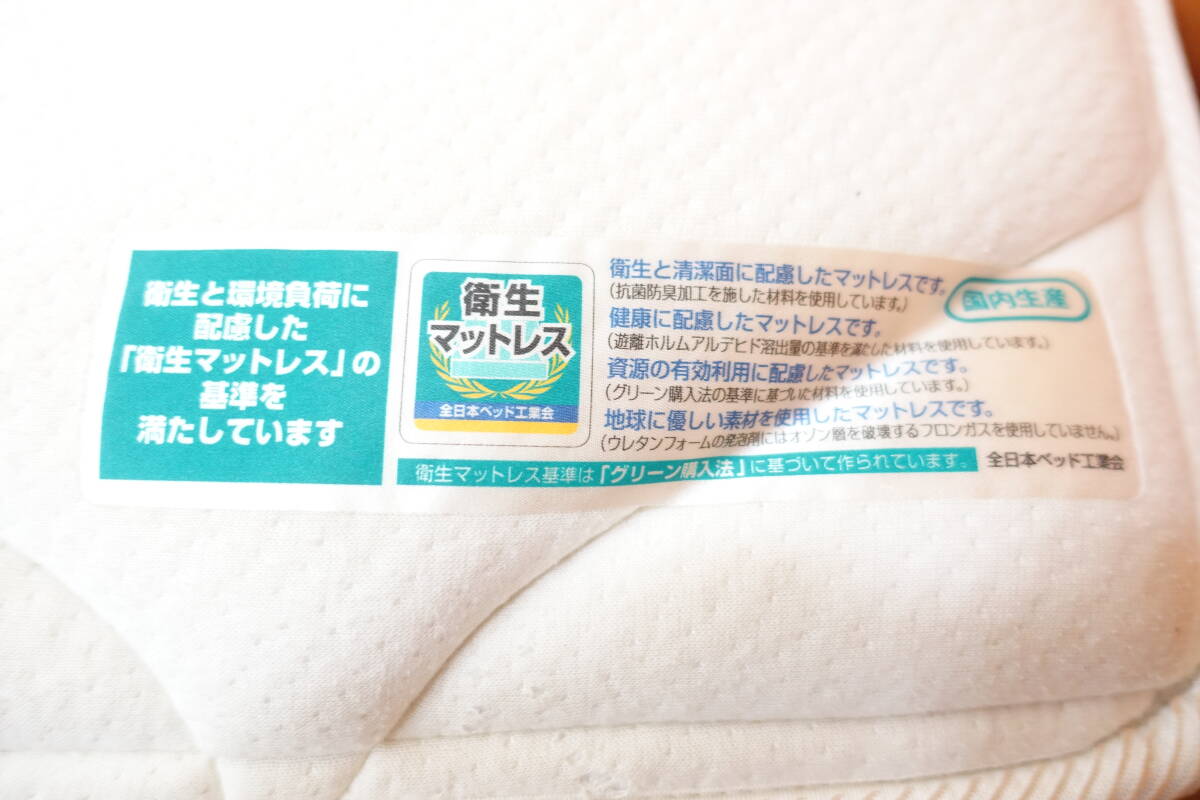 衛生と環境負荷に
配慮した
「衛生マットレス」の
基準を
満たしています
衛生
マットレス
全日本ベッド工業会
衛生と清潔面に配慮したマットレスです。
(抗菌防臭加工を施した材料を使用しています。)
健康に配慮したマットレスです。
(遊離ホルムアルデヒド溶出量の基準を満たした材料を使用しています。)
資源の有効利用に配慮したマットレスです。
(グリーン購入法の基準に基づいた材料を使用しています。)
地球に優しい素材を使用したマットレスです。
(ウレタンフォームの発泡剤にはオゾン層を破壊するフロンガスを使用していません。)
国内生産
衛生マットレス基準は「グリーン購入法」に基づいて作られています。
全日本ベッド工業会